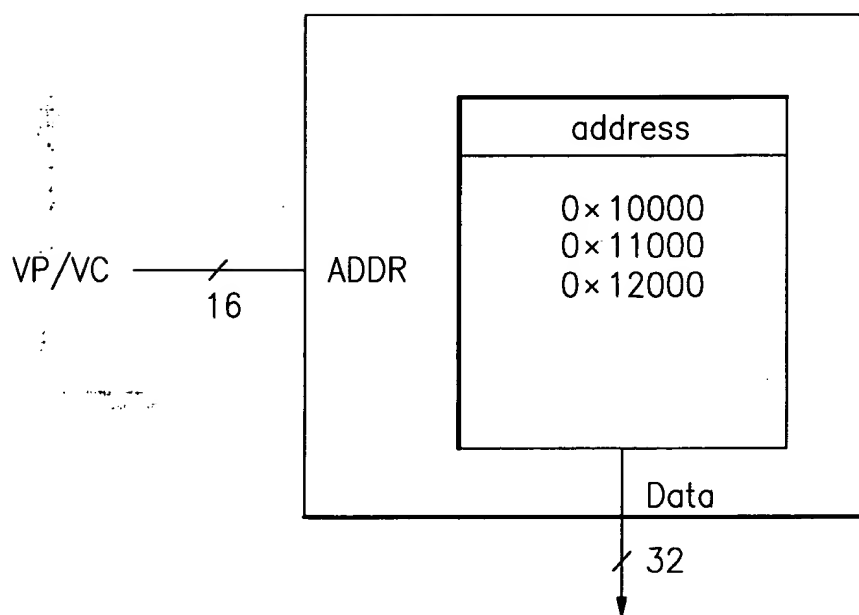 address
0×10000
0×11000
0×12000
VP/VC
16
ADDR
Data
32